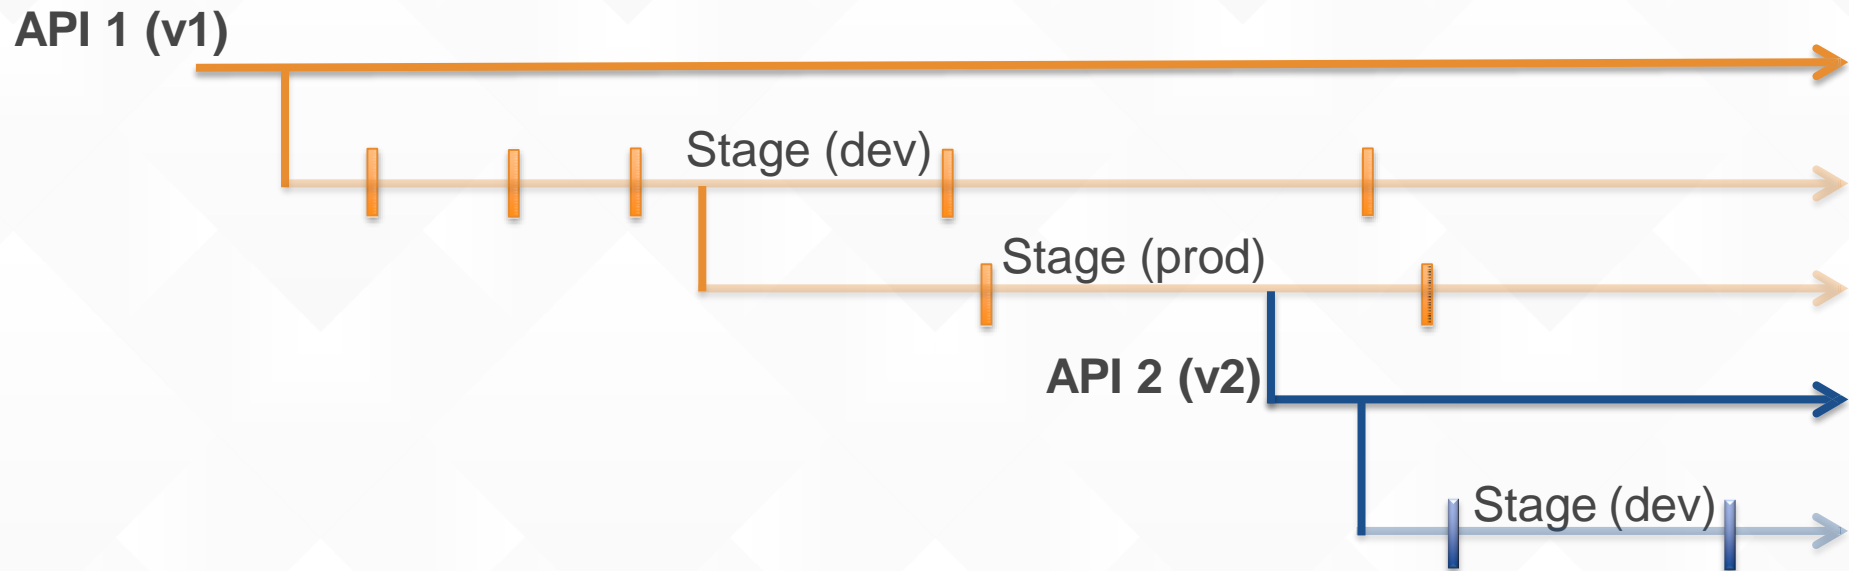 API 1 (v1)
Stage (dev)
Stage (prod)
API 2 (v2)
Stage (dev)